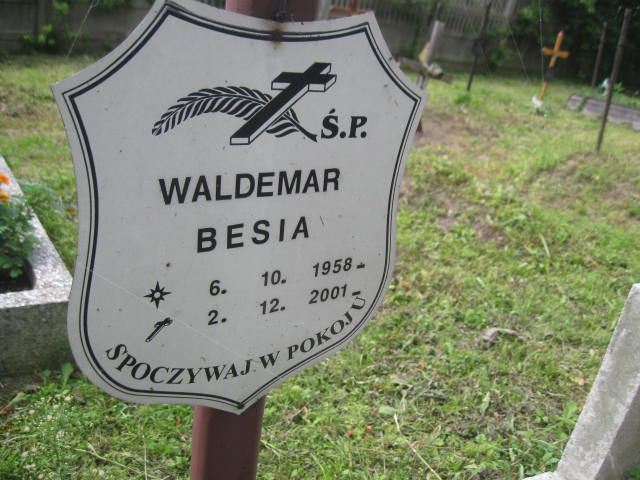 Ś.P.
WALDEMAR
BESIA
6. 10. 1958-
2. 12. 2001-
SPOCZYWAJ W POKOJU